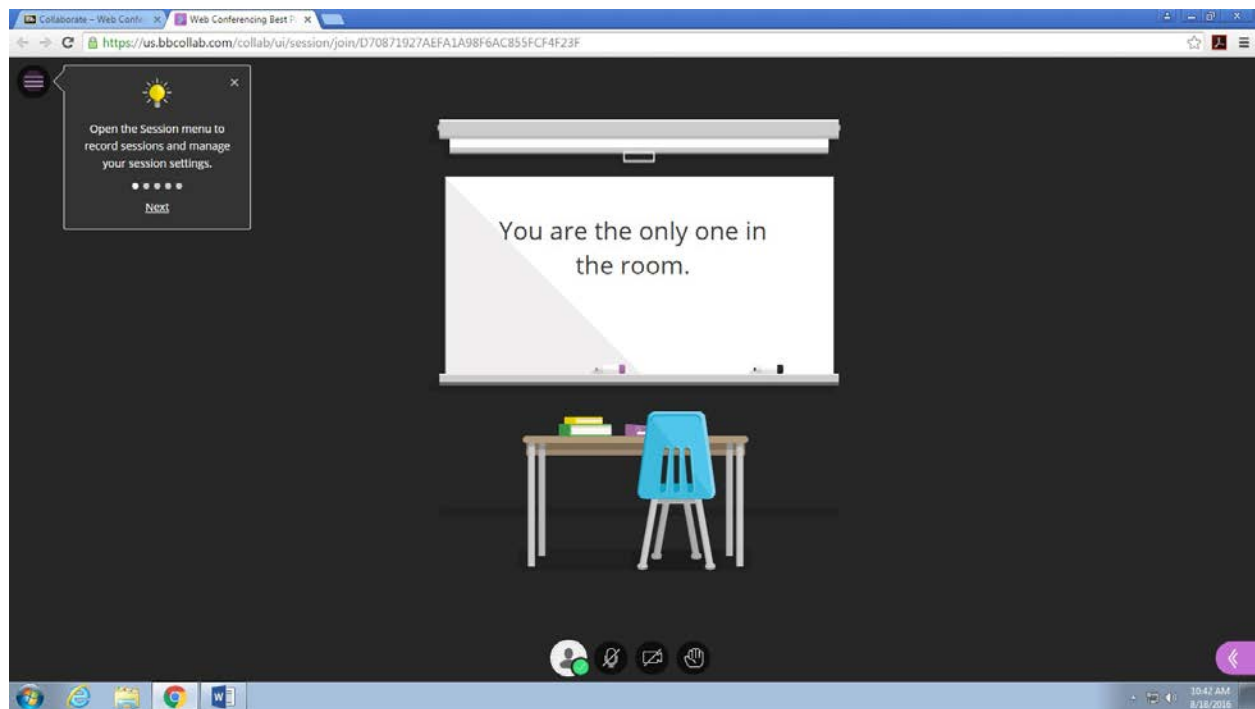 Collaborate – Web Confe
Web Conferencing Best P
https://us.bbcollab.com/collab/ui/session/join/D70871927AEFA1A98F6AC855FCF4F23F
Open the Session menu to
record sessions and manage
your session settings.
Next
You are the only one in
the room.
W
10:42 AM
8/18/2016